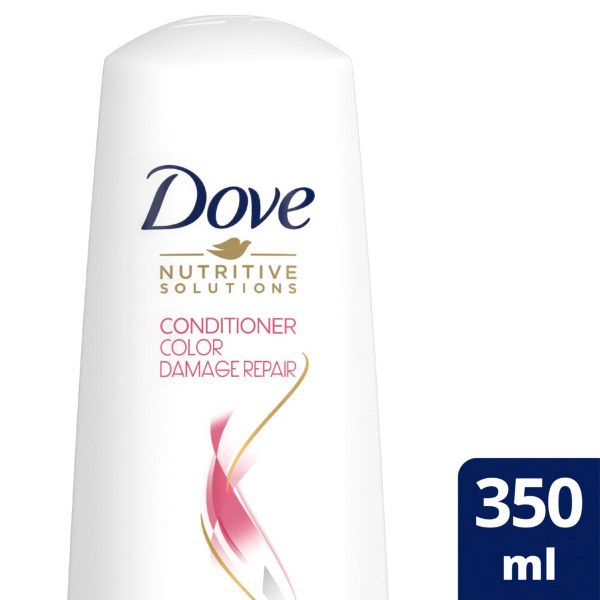 Dove
NUTRITIVE
SOLUTIONS
CONDITIONER
COLOR
DAMAGE REPAIR
350
ml